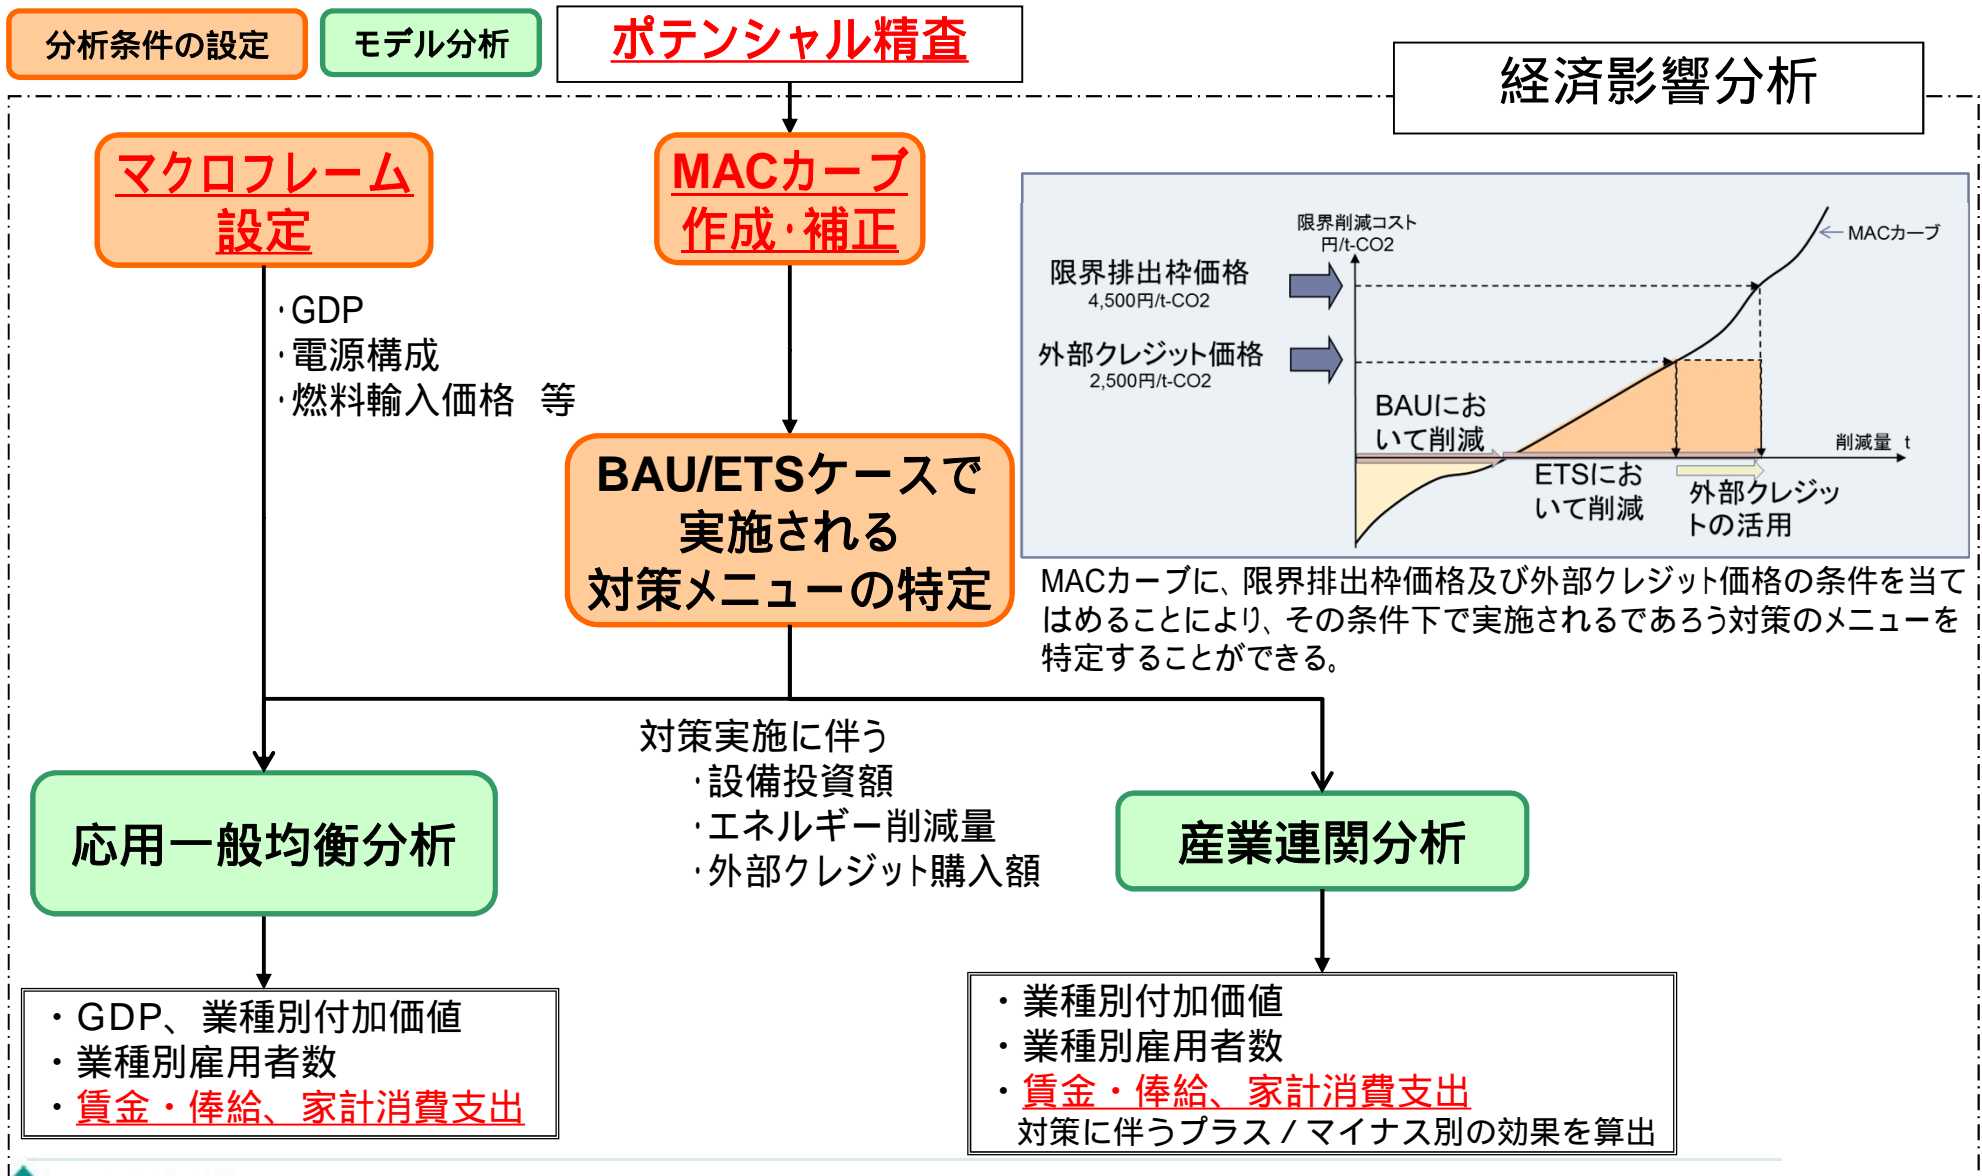 分析条件の設定
モデル分析
ポテンシャル精査
経済影響分析
マクロフレーム
設定
MACカーブ
作成・補正
・GDP
・電源構成
・燃料輸入価格　等
限界削減コスト
円/t-CO2
MACカーブ
限界排出枠価格
4,500円/t-CO2
外部クレジット価格
2,500円/t-CO2
BAUにお
いて削減
削減量 t
ETSにお
いて削減
外部クレジッ
トの活用
BAU/ETSケースで
実施される
対策メニューの特定
MACカーブに、限界排出枠価格及び外部クレジット価格の条件を当て
はめることにより、その条件下で実施されるであろう対策のメニューを
特定することができる。
対策実施に伴う
・設備投資額
・エネルギー削減量
・外部クレジット購入額
応用一般均衡分析
産業連関分析
・GDP、業種別付加価値
・業種別雇用者数
・賃金・俸給、家計消費支出
・業種別付加価値
・業種別雇用者数
・賃金・俸給、家計消費支出
対策に伴うプラス / マイナス別の効果を算出